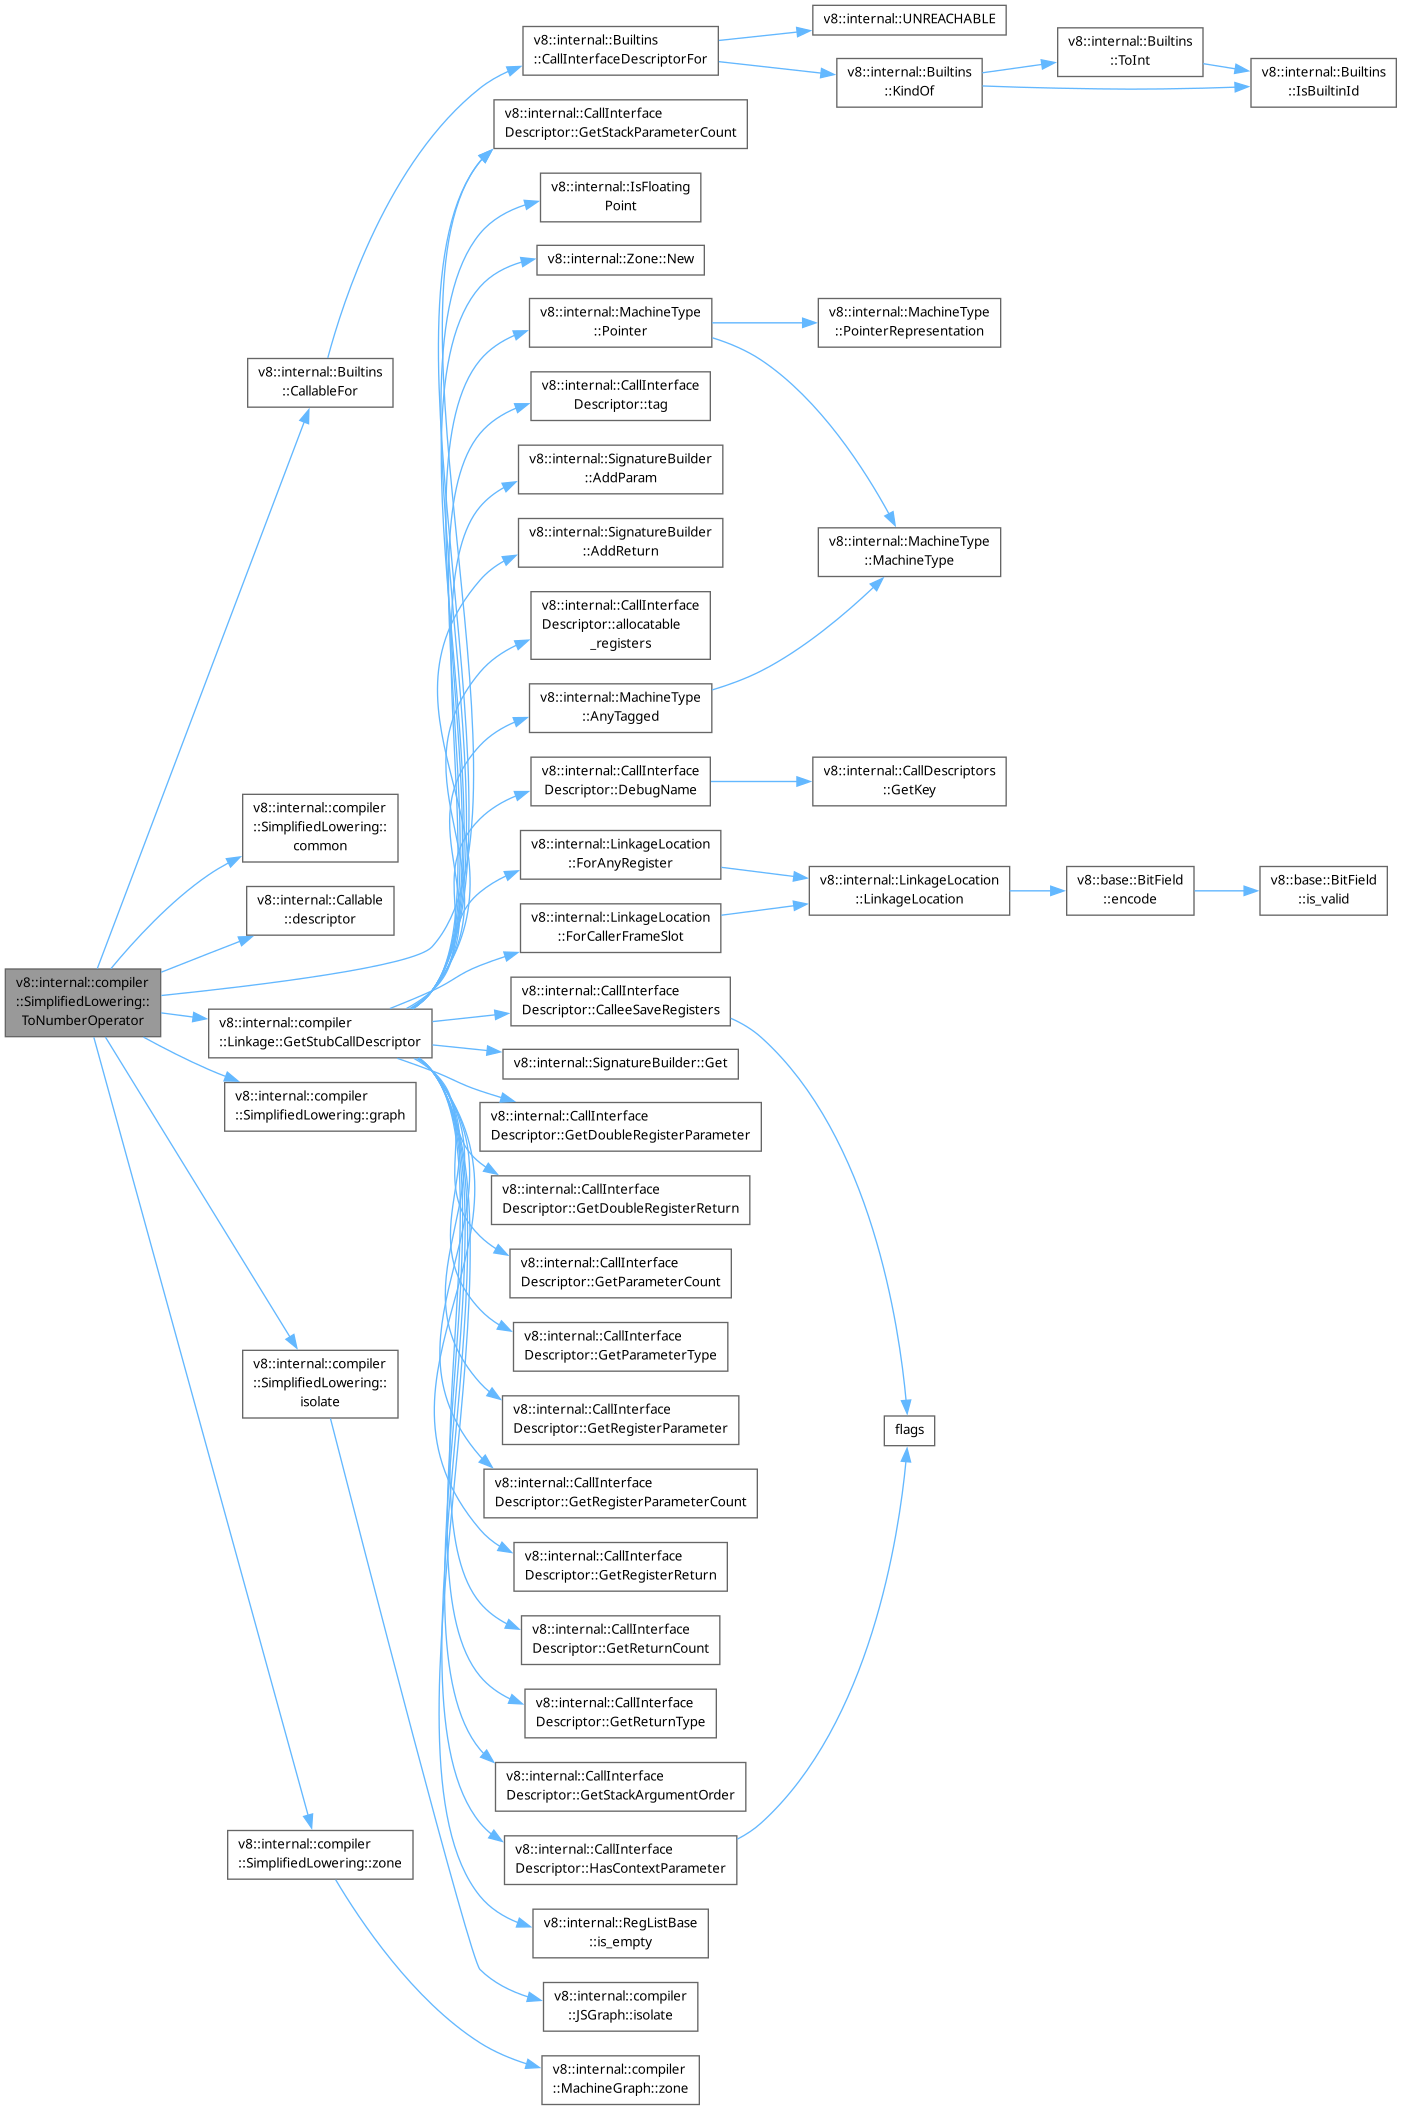 v8::internal::UNREACHABLE
v8::internal::Builtins
::CallInterfaceDescriptorFor
v8::internal::Builtins
::ToInt
v8::internal::Builtins
::KindOf
v8::internal::Builtins
::IsBuiltinId
v8::internal::CallInterface
Descriptor::GetStackParameterCount
v8::internal::IsFloating
Point
v8::internal::Zone::New
v8::internal::MachineType
::Pointer
v8::internal::MachineType
::PointerRepresentation
v8::internal::Builtins
::CallableFor
v8::internal::CallInterface
Descriptor::tag
v8::internal::SignatureBuilder
::AddParam
v8::internal::SignatureBuilder
::AddReturn
v8::internal::MachineType
::MachineType
v8::internal::CallInterface
Descriptor::allocatable
_registers
v8::internal::MachineType
::AnyTagged
v8::internal::CallInterface
Descriptor::DebugName
v8::internal::CallDescriptors
::GetKey
v8::internal::compiler
::SimplifiedLowering::
common
v8::internal::LinkageLocation
::ForAnyRegister
v8::internal::LinkageLocation
::LinkageLocation
v8::base::BitField
::encode
v8::base::BitField
::is_valid
v8::internal::Callable
::descriptor
v8::internal::LinkageLocation
::ForCallerFrameSlot
v8::internal::compiler
::SimplifiedLowering::
ToNumberOperator
v8::internal::CallInterface
Descriptor::CalleeSaveRegisters
v8::internal::compiler
::Linkage::GetStubCallDescriptor
v8::internal::SignatureBuilder::Get
v8::internal::compiler
::SimplifiedLowering::graph
v8::internal::CallInterface
Descriptor::GetDoubleRegisterParameter
v8::internal::CallInterface
Descriptor::GetDoubleRegisterReturn
v8::internal::CallInterface
Descriptor::GetParameterCount
v8::internal::CallInterface
Descriptor::GetParameterType
v8::internal::compiler
::SimplifiedLowering::
isolate
v8::internal::CallInterface
Descriptor::GetRegisterParameter
flags
v8::internal::CallInterface
Descriptor::GetRegisterParameterCount
v8::internal::CallInterface
Descriptor::GetRegisterReturn
v8::internal::CallInterface
Descriptor::GetReturnCount
v8::internal::CallInterface
Descriptor::GetReturnType
v8::internal::CallInterface
Descriptor::GetStackArgumentOrder
v8::internal::compiler
::SimplifiedLowering::zone
v8::internal::CallInterface
Descriptor::HasContextParameter
v8::internal::RegListBase
::is_empty
v8::internal::compiler
::JSGraph::isolate
v8::internal::compiler
::MachineGraph::zone